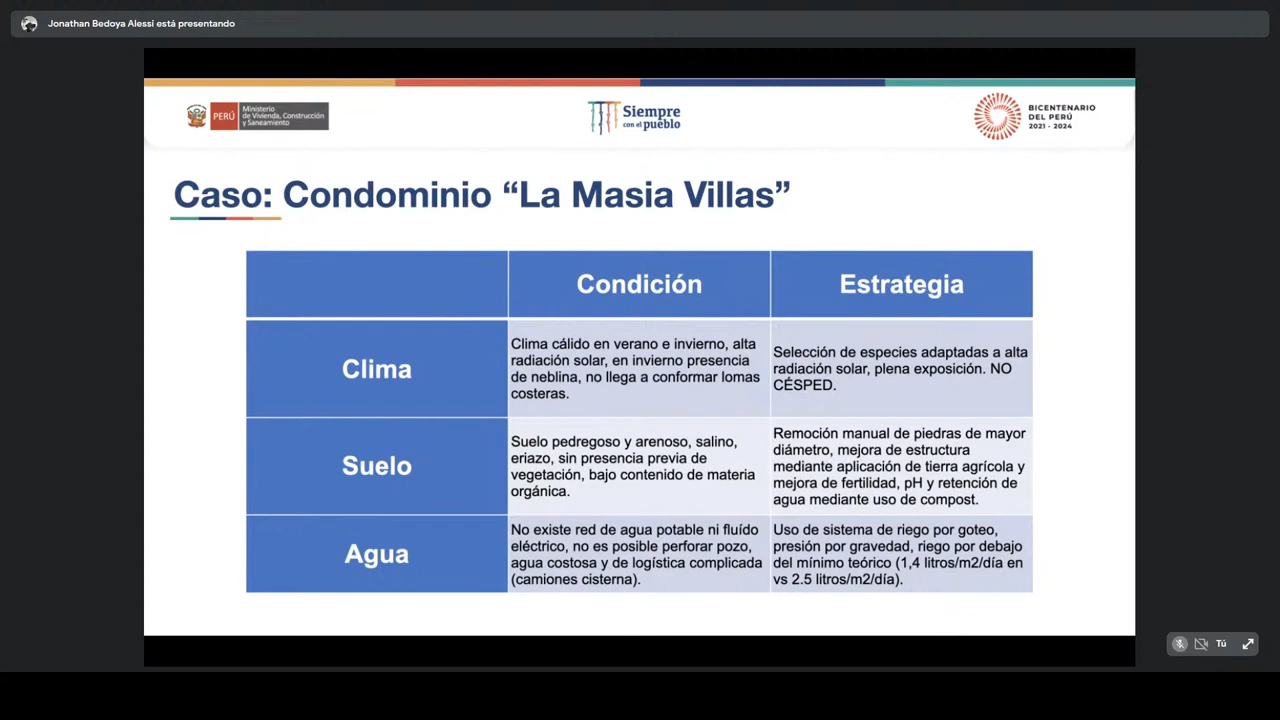 Jonathan Bedoya Alessi está presentando
PERÚ
Ministerio
de Vivienda, Construcción
y Saneamiento
Siempre
con el pueblo
BICENTENARIO
DEL PERÚ
2021 - 2024
Caso: Condominio “La Masia Villas”
Condición
Estrategia
Clima
Clima cálido en verano e invierno, alta
radiación solar, en invierno presencia
de neblina, no llega a conformar lomas
costeras.
Selección de especies adaptadas a alta
radiación solar, plena exposición. NO
CÉSPED.
Suelo
Suelo pedregoso y arenoso, salino,
eriazo, sin presencia previa de
vegetación, bajo contenido de materia
orgánica.
Remoción manual de piedras de mayor
diámetro, mejora de estructura
mediante aplicación de tierra agrícola y
mejora de fertilidad, pH y retención de
agua mediante uso de compost.
Agua
No existe red de agua potable ni fluído
eléctrico, no es posible perforar pozo,
agua costosa y de logística complicada
(camiones cisterna).
Uso de sistema de riego por goteo,
presión por gravedad, riego por debajo
del mínimo teórico (1,4 litros/m2/día en
vs 2.5 litros/m2/día).
Tú